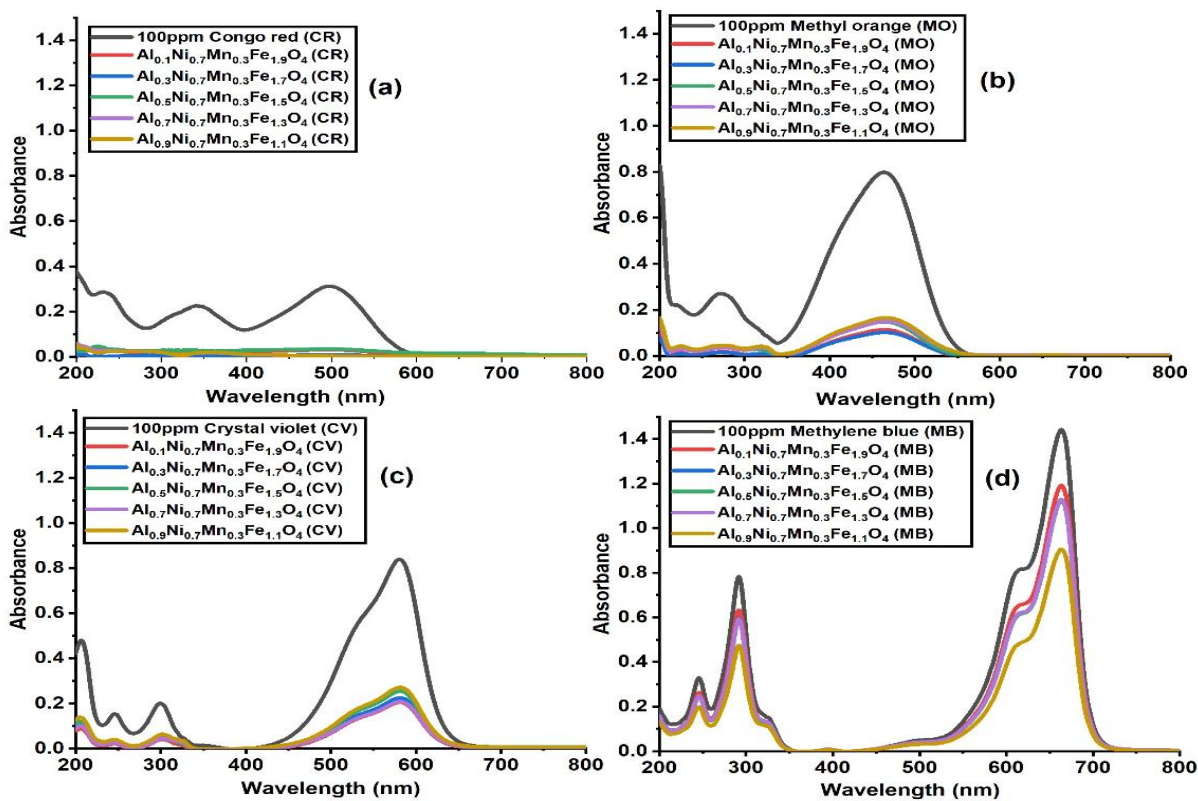 1.4
1.2
1.0
0.8
0.6
0.4
0.2
0.0
Absorbance
100ppm Congo red (CR)
Al0.1Ni0.7Mn0.3Fe1.9O4 (CR)
Al0.3Ni0.7Mn0.3Fe1.7O4 (CR)
Al0.5Ni0.7Mn0.3Fe1.5O4 (CR)
Al0.7Ni0.7Mn0.3Fe1.3O4 (CR)
Al0.9Ni0.7Mn0.3Fe1.1O4 (CR)
(a)
200 300 400 500 600 700 800
Wavelength (nm)
1.4
1.2
1.0
0.8
0.6
0.4
0.2
0.0
Absorbance
100ppm Methyl orange (MO)
Al0.1Ni0.7Mn0.3Fe1.9O4 (MO)
Al0.3Ni0.7Mn0.3Fe1.7O4 (MO)
Al0.5Ni0.7Mn0.3Fe1.5O4 (MO)
Al0.7Ni0.7Mn0.3Fe1.3O4 (MO)
Al0.9Ni0.7Mn0.3Fe1.1O4 (MO)
(b)
200 300 400 500 600 700 800
Wavelength (nm)
1.4
1.2
1.0
0.8
0.6
0.4
0.2
0.0
Absorbance
100ppm Crystal violet (CV)
Al0.1Ni0.7Mn0.3Fe1.9O4 (CV)
Al0.3Ni0.7Mn0.3Fe1.7O4 (CV)
Al0.5Ni0.7Mn0.3Fe1.5O4 (CV)
Al0.7Ni0.7Mn0.3Fe1.3O4 (CV)
Al0.9Ni0.7Mn0.3Fe1.1O4 (CV)
(c)
200 300 400 500 600 700 800
Wavelength (nm)
1.4
1.2
1.0
0.8
0.6
0.4
0.2
0.0
Absorbance
100ppm Methylene blue (MB)
Al0.1Ni0.7Mn0.3Fe1.9O4 (MB)
Al0.3Ni0.7Mn0.3Fe1.7O4 (MB)
Al0.5Ni0.7Mn0.3Fe1.5O4 (MB)
Al0.7Ni0.7Mn0.3Fe1.3O4 (MB)
Al0.9Ni0.7Mn0.3Fe1.1O4 (MB)
(d)
200 300 400 500 600 700 800
Wavelength (nm)